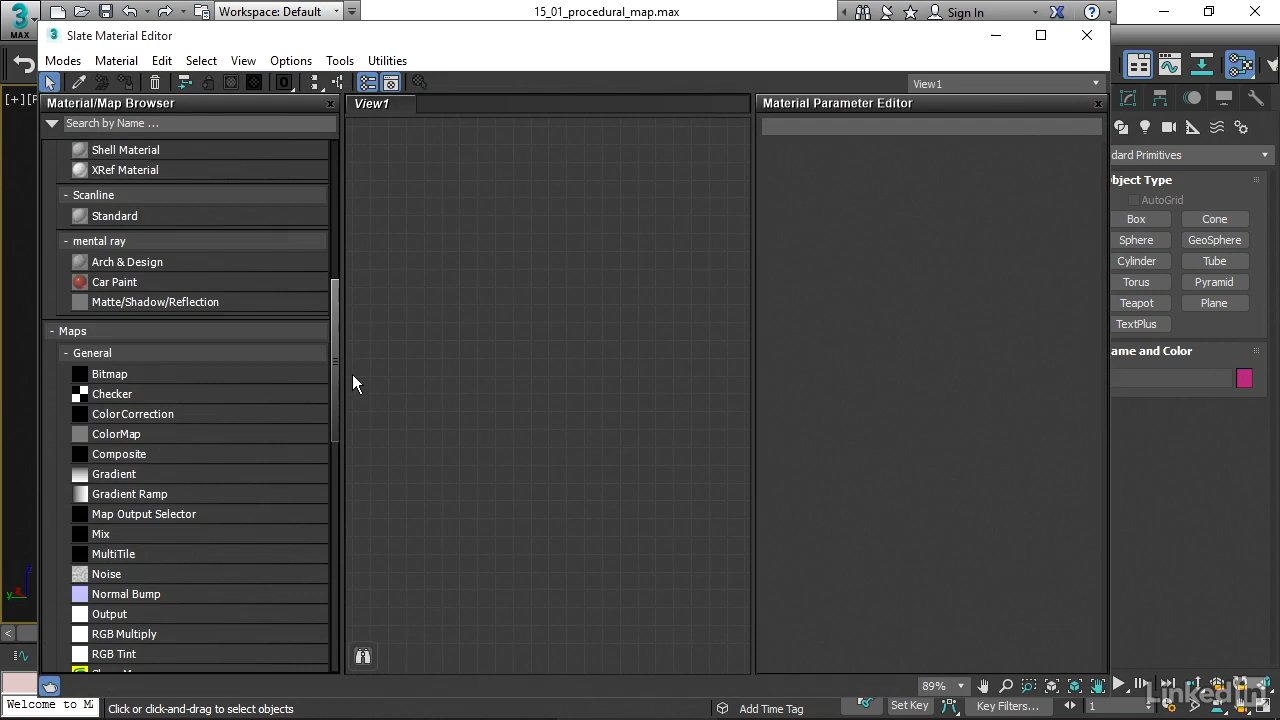 3
MAX
Workspace: Default
15_01_procedural_map.max
Sign In
Slate Material Editor
Modes Material Edit Select View Options Tools Utilities
View1
Material/Map Browser
View1
Material Parameter Editor
Search by Name ...
Shell Material
XRef Material
- Scanline
Standard
- mental ray
Arch & Design
Car Paint
Matte/Shadow/Reflection
- Maps
- General
Bitmap
Checker
ColorCorrection
ColorMap
Composite
Gradient
Gradient Ramp
Map Output Selector
Mix
MultiTile
Noise
Normal Bump
Output
RGB Multiply
RGB Tint
[+]
dard Primitives
bject Type
AutoGrid
Box Cone
Sphere GeoSphere
Cylinder Tube
Torus Pyramid
Teapot Plane
TextPlus
ame and Color
y
z
89%
Welcome to M
Click or click-and-drag to select objects
Add Time Tag
Set Key
Key Filters...
1
LinkedIn